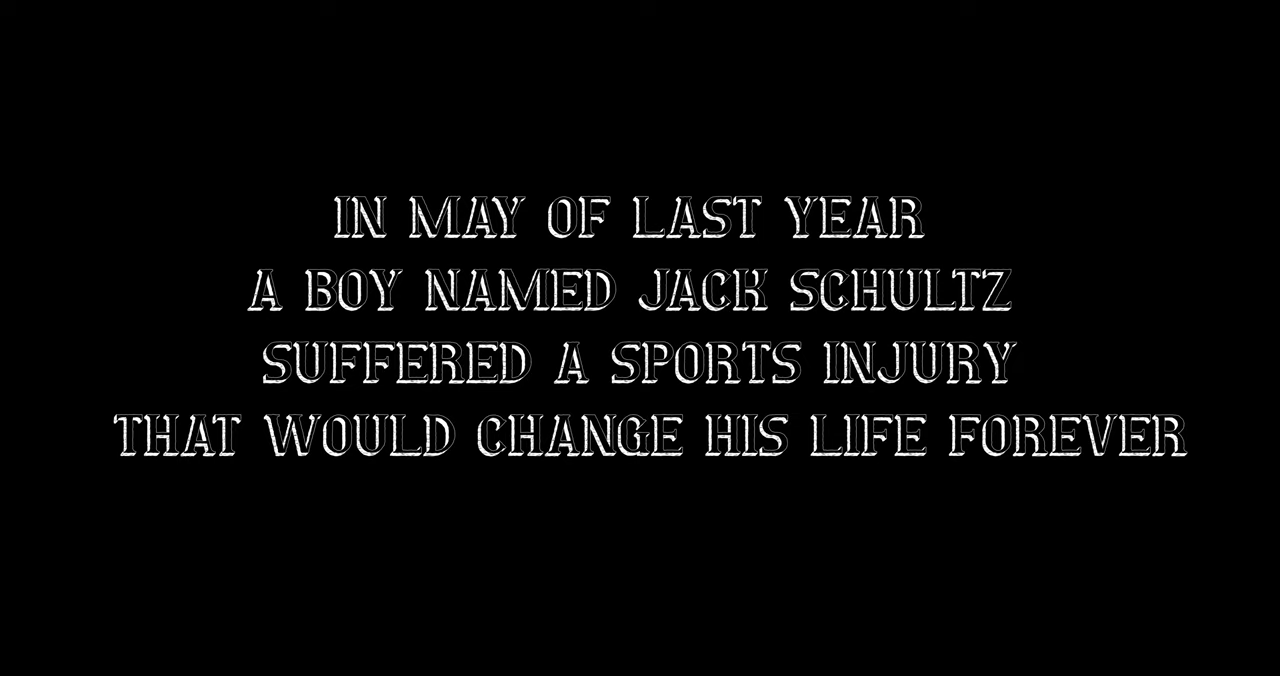 IN MAY OF LAST YEAR
A BOY NAMED JACK SCHULTZ
SUFFERED A SPORTS INJURY
THAT WOULD CHANGE HIS LIFE FOREVER